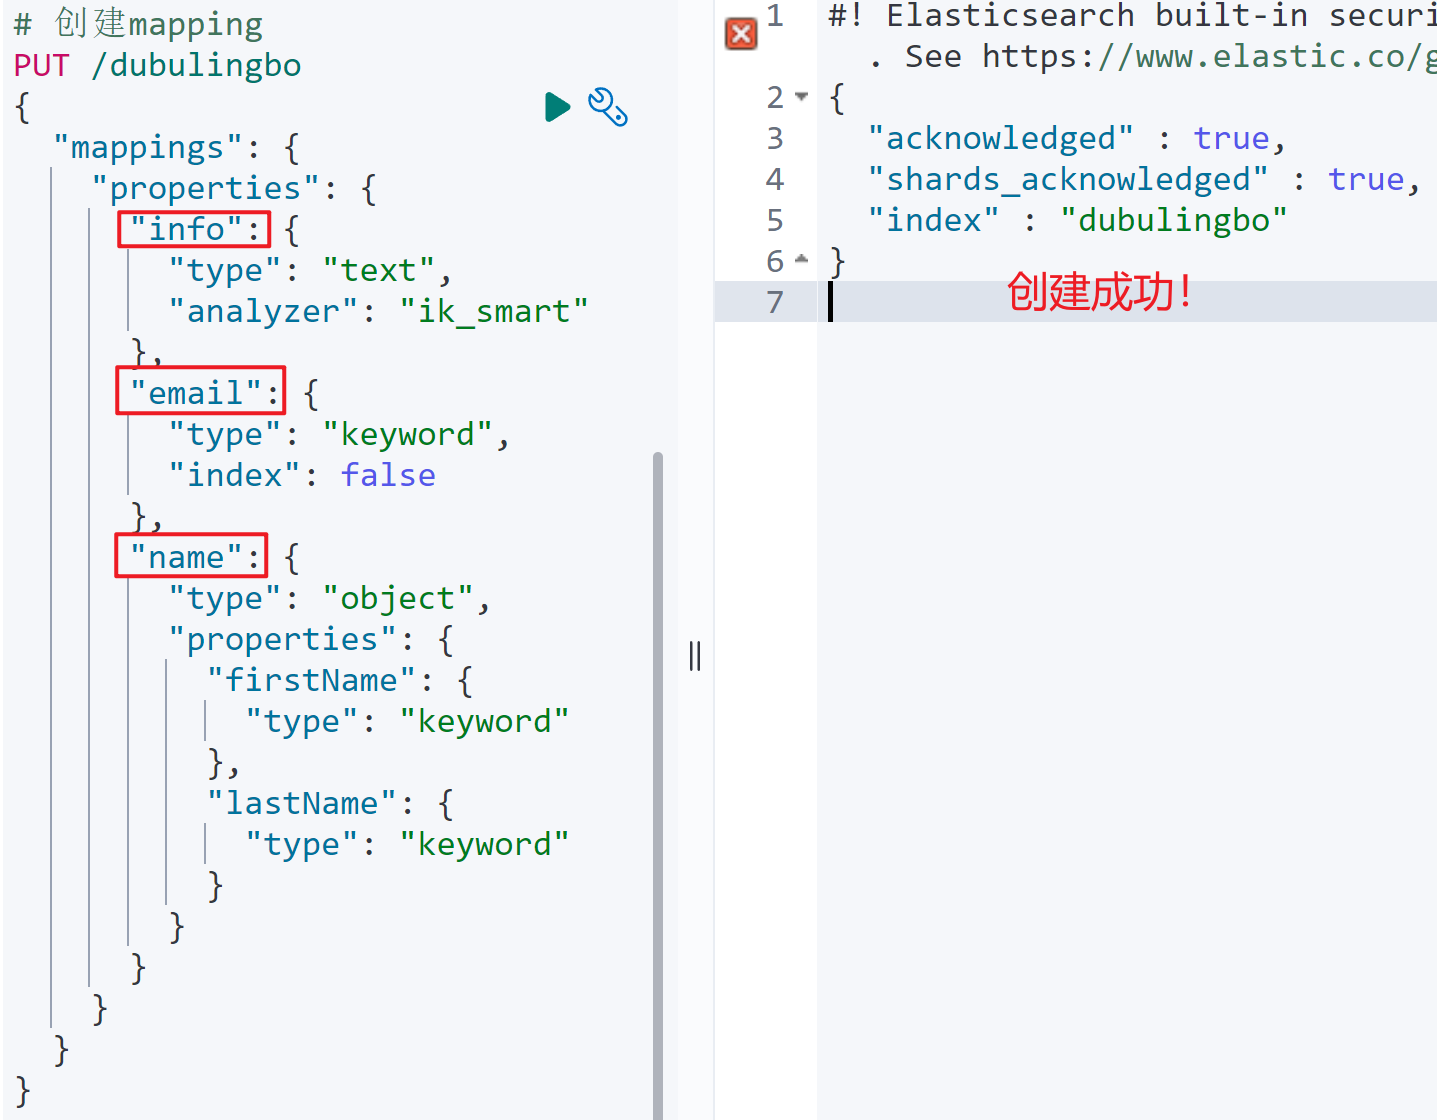 # 创建mapping
PUT /dubulingbo
{
  "mappings": {
    "properties": {
      "info": {
        "type": "text",
        "analyzer": "ik_smart"
      },
      "email": {
        "type": "keyword",
        "index": false
      },
      "name": {
        "type": "object",
        "properties": {
          "firstName": {
            "type": "keyword"
          },
          "lastName": {
            "type": "keyword"
          }
        }
      }
    }
  }
}
1 #! Elasticsearch built-in securi
. See https://www.elastic.co/g
2 {
3   "acknowledged" : true,
4   "shards_acknowledged" : true,
5   "index" : "dubulingbo"
6 }
创建成功！
7